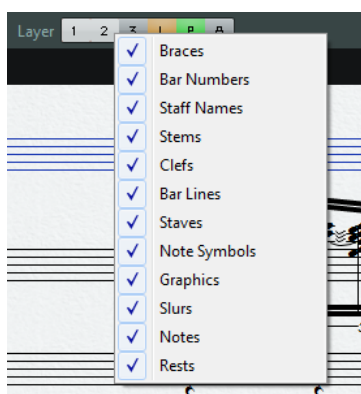 Layer 1 2 3 L P A
Braces
Bar Numbers
Staff Names
Stems
Clefs
Bar Lines
Staves
Note Symbols
Graphics
Slurs
Notes
Rests